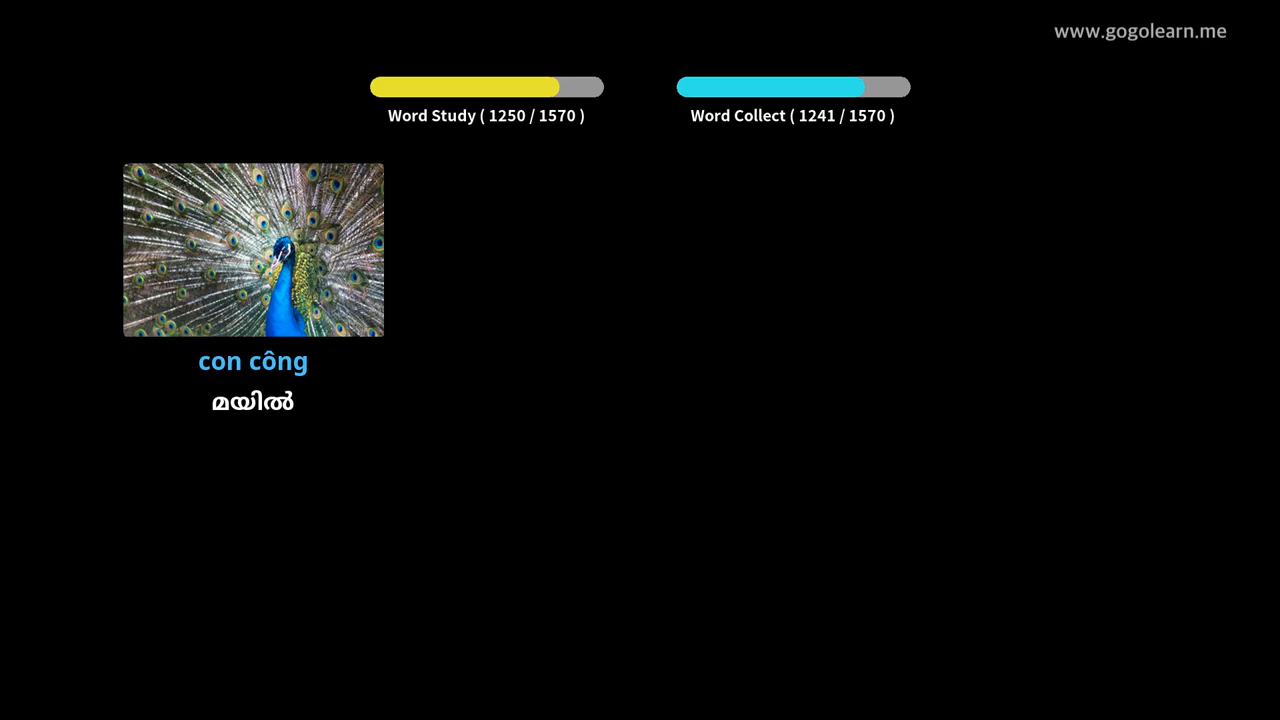 www.gogolearn.me
Word Study ( 1250 / 1570 )
Word Collect ( 1241 / 1570 )
con công
മയിൽ